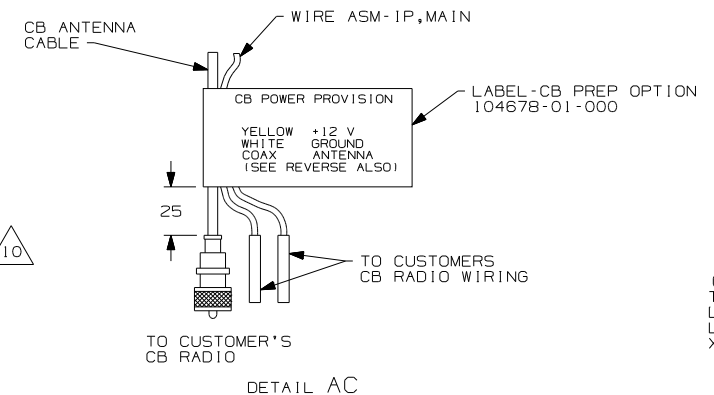 CB ANTENNA
CABLE
WIRE ASM-IP,MAIN
CB POWER PROVISION
YELLOW +12 V
WHITE GROUND
COAX ANTENNA
(SEE REVERSE ALSO)
LABEL-CB PREP OPTION
104678-01-000
25
10
TO CUSTOMERS
CB RADIO WIRING
TO CUSTOMER'S
CB RADIO
DETAIL AC